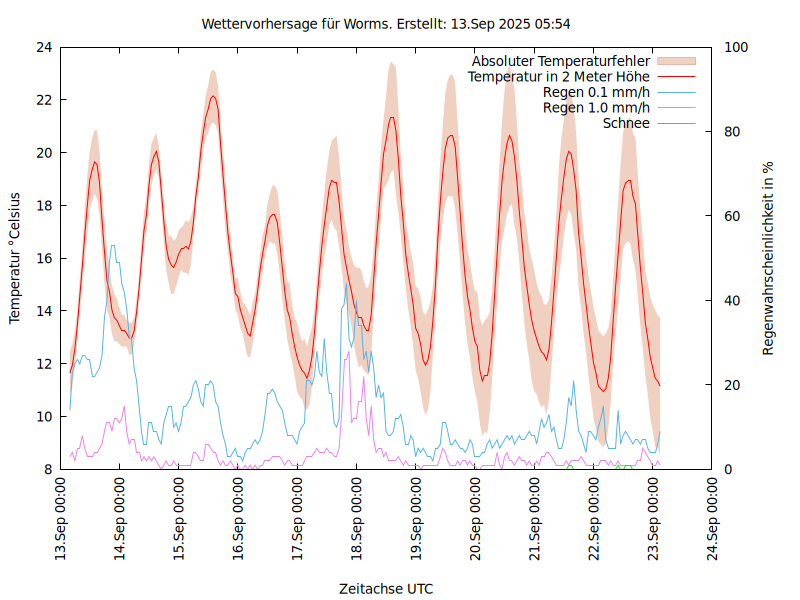 Wettervorhersage für Worms. Erstellt: 13.Sep 2025 05:54
Absoluter Temperaturfehler
Temperatur in 2 Meter Höhe
Regen 0.1 mm/h
Regen 1.0 mm/h
Schnee
Temperatur °Celsius
24
22
20
18
16
14
12
10
8
Regenwahrscheinlichkeit in %
100
80
60
40
20
0
13.Sep 00:00
14.Sep 00:00
15.Sep 00:00
16.Sep 00:00
17.Sep 00:00
18.Sep 00:00
19.Sep 00:00
20.Sep 00:00
21.Sep 00:00
22.Sep 00:00
23.Sep 00:00
24.Sep 00:00
Zeitachse UTC